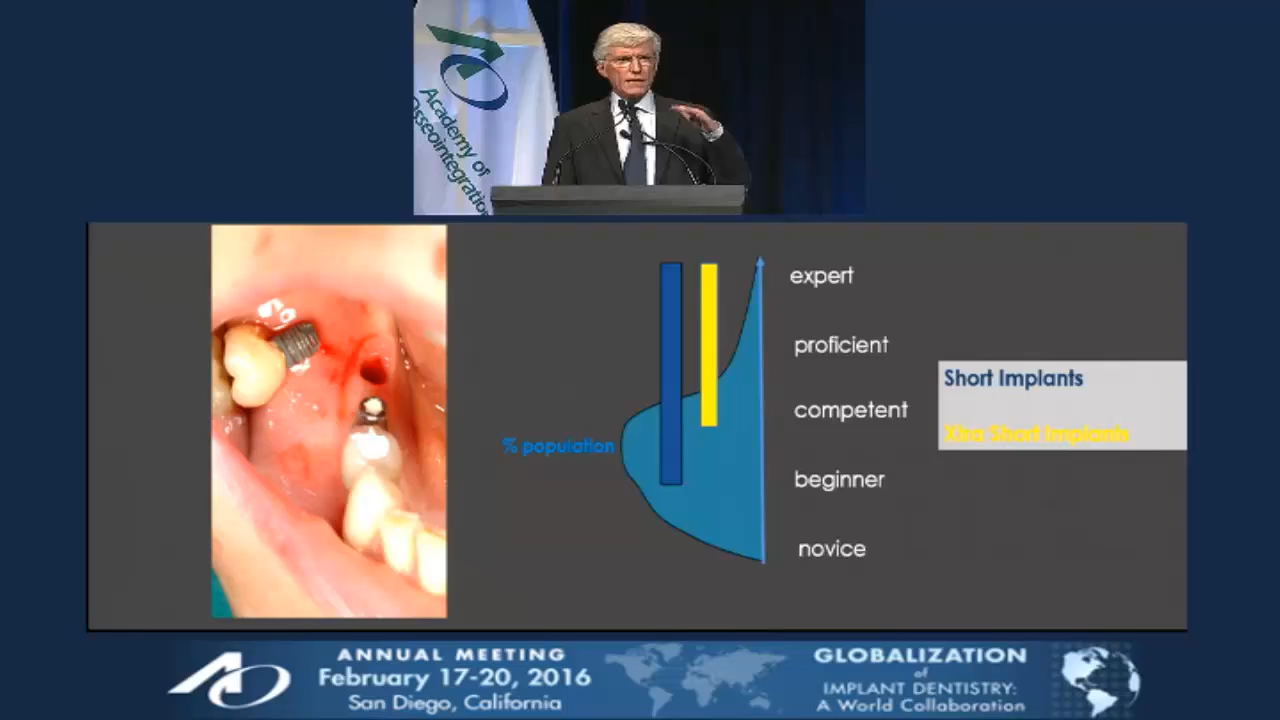 Academy of
Osseointegration
expert
proficient
competent
beginner
novice
% population
Short Implants
Xtra Short Implants
ANNUAL MEETING
February 17-20, 2016
San Diego, California
GLOBALIZATION
of
IMPLANT DENTISTRY:
A World Collaboration